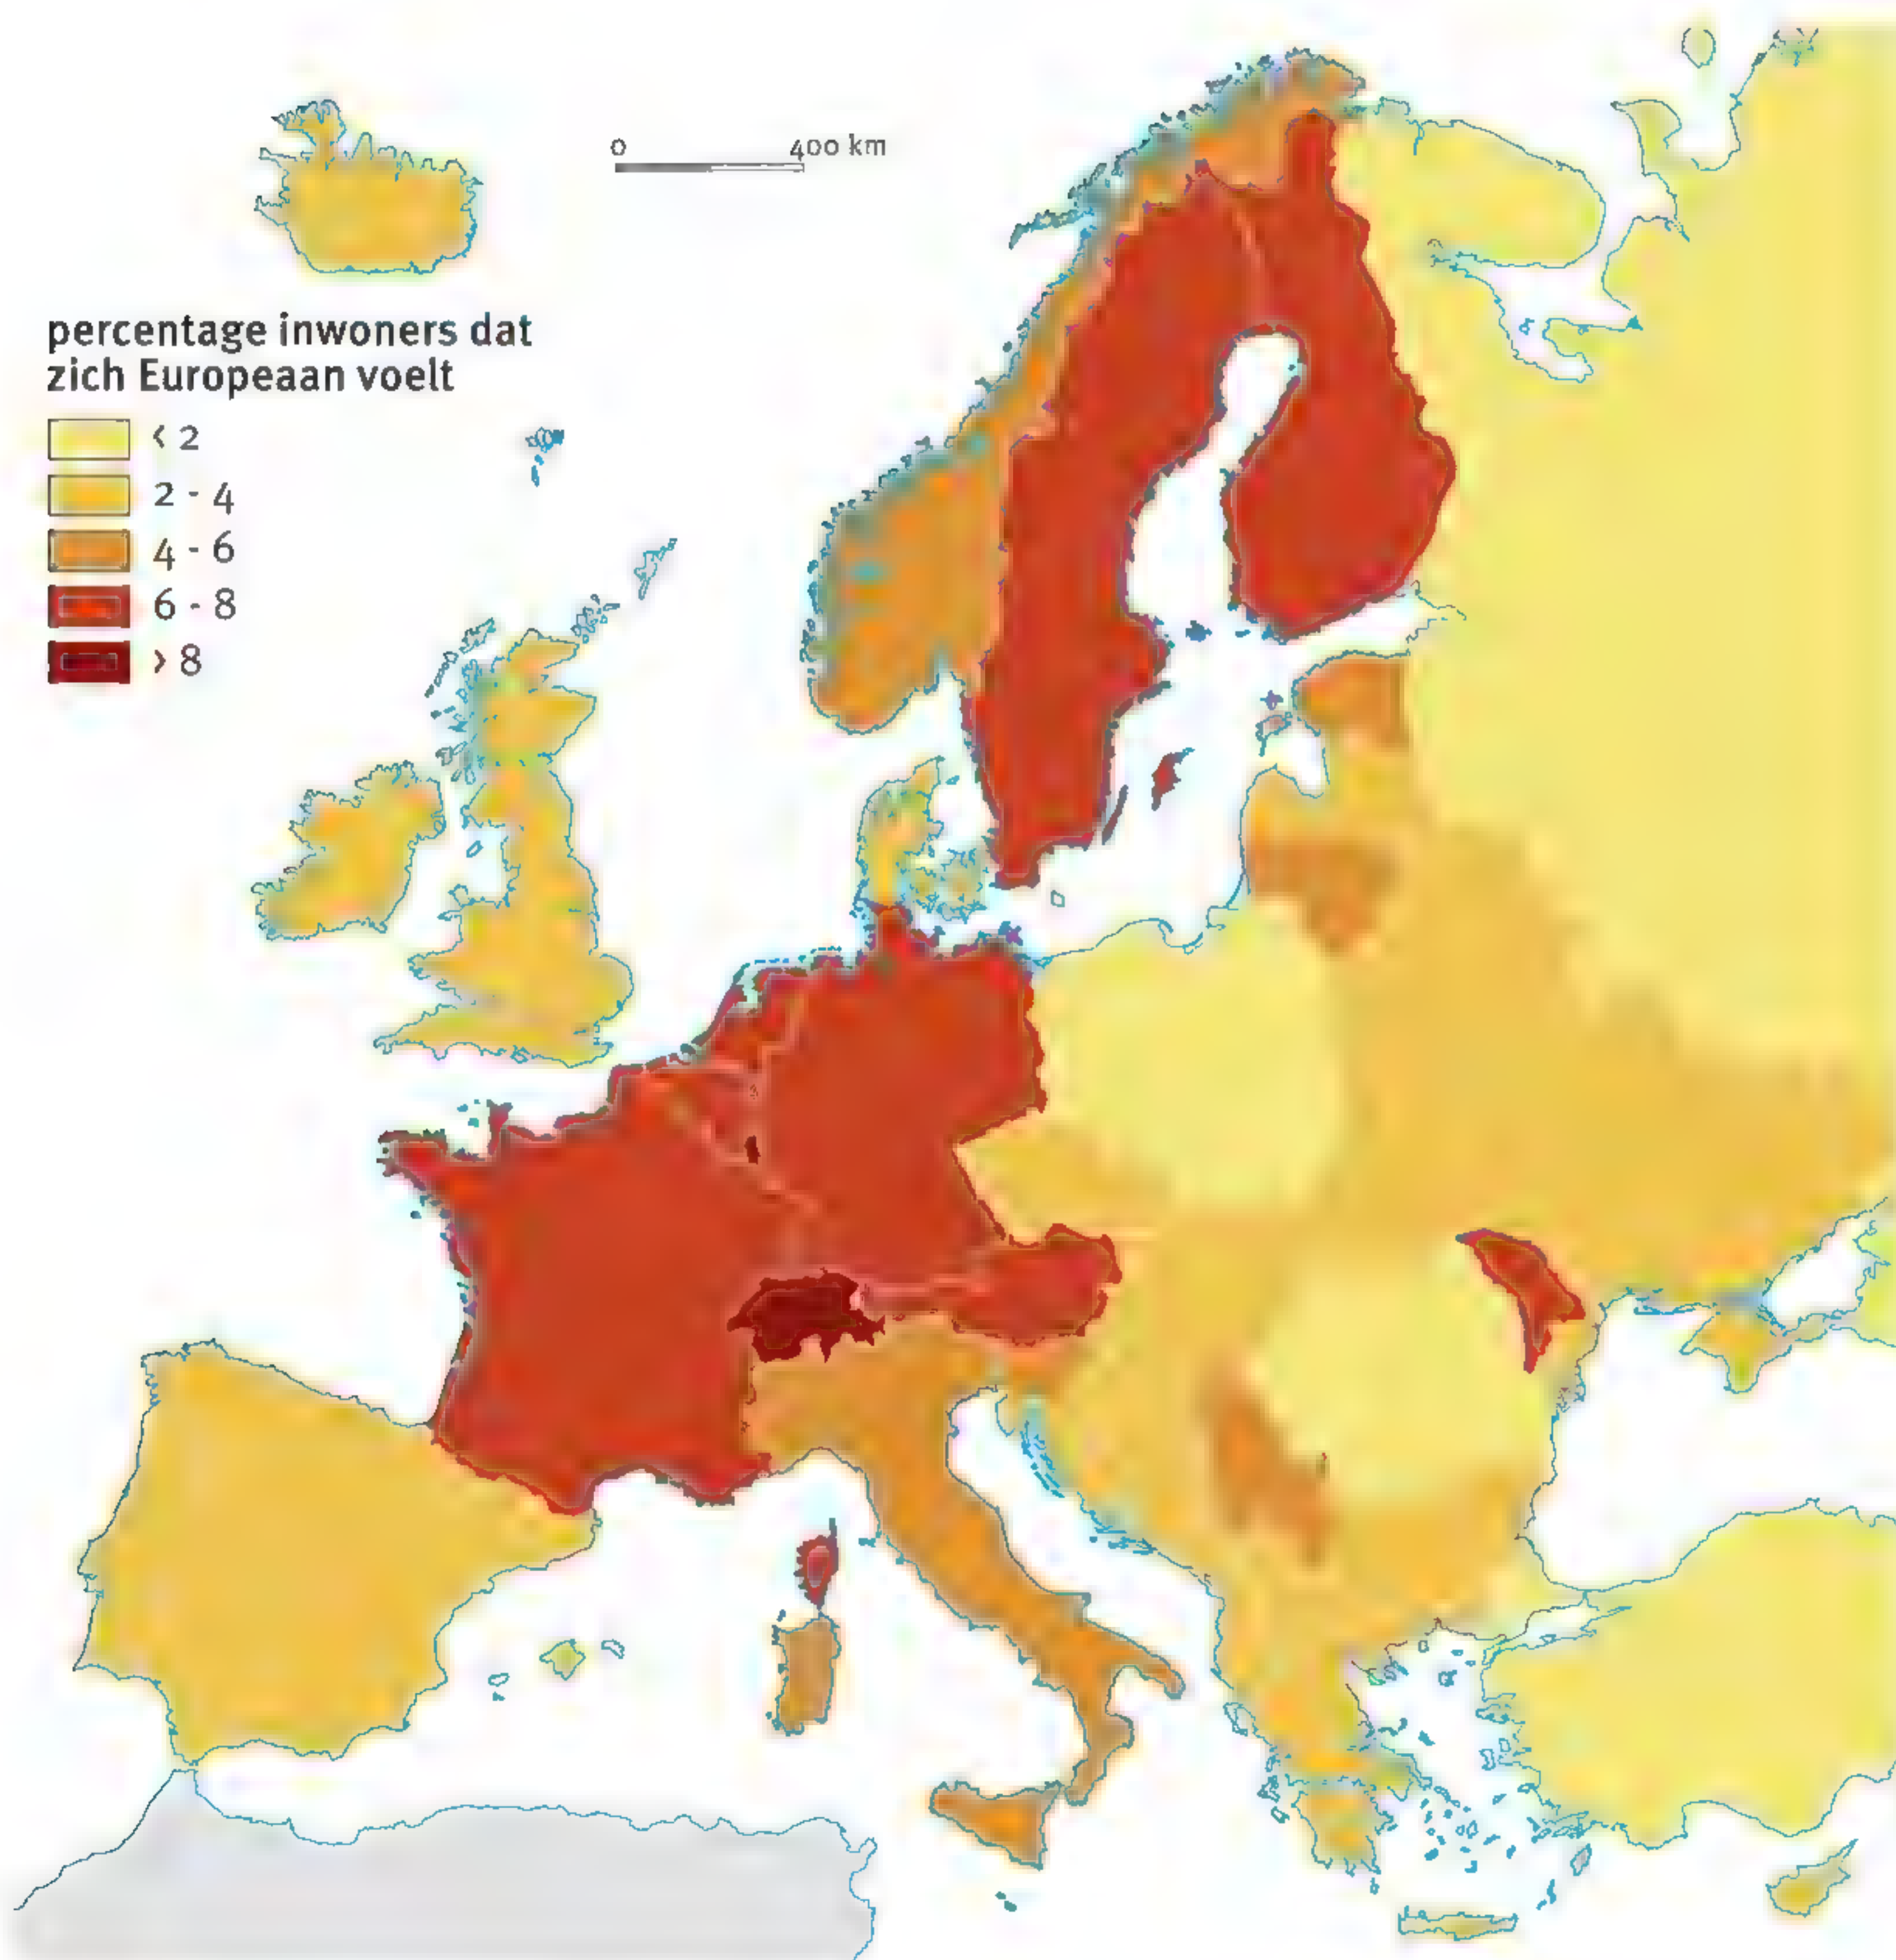 0 400 km
percentage inwoners dat
zich Europeaan voelt
< 2
2 - 4
4 - 6
6 - 8
> 8